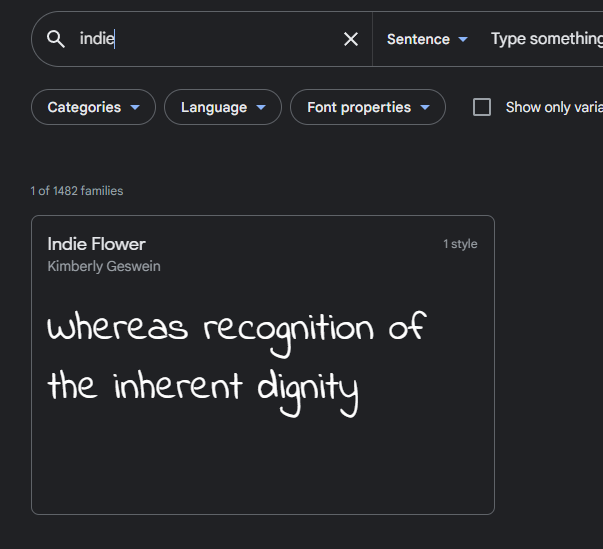 indie
Sentence
Type something
Categories
Language
Font properties
Show only varia
1 of 1482 families
Indie Flower
1 style
Kimberly Geswein
Whereas recognition of
the inherent dignity